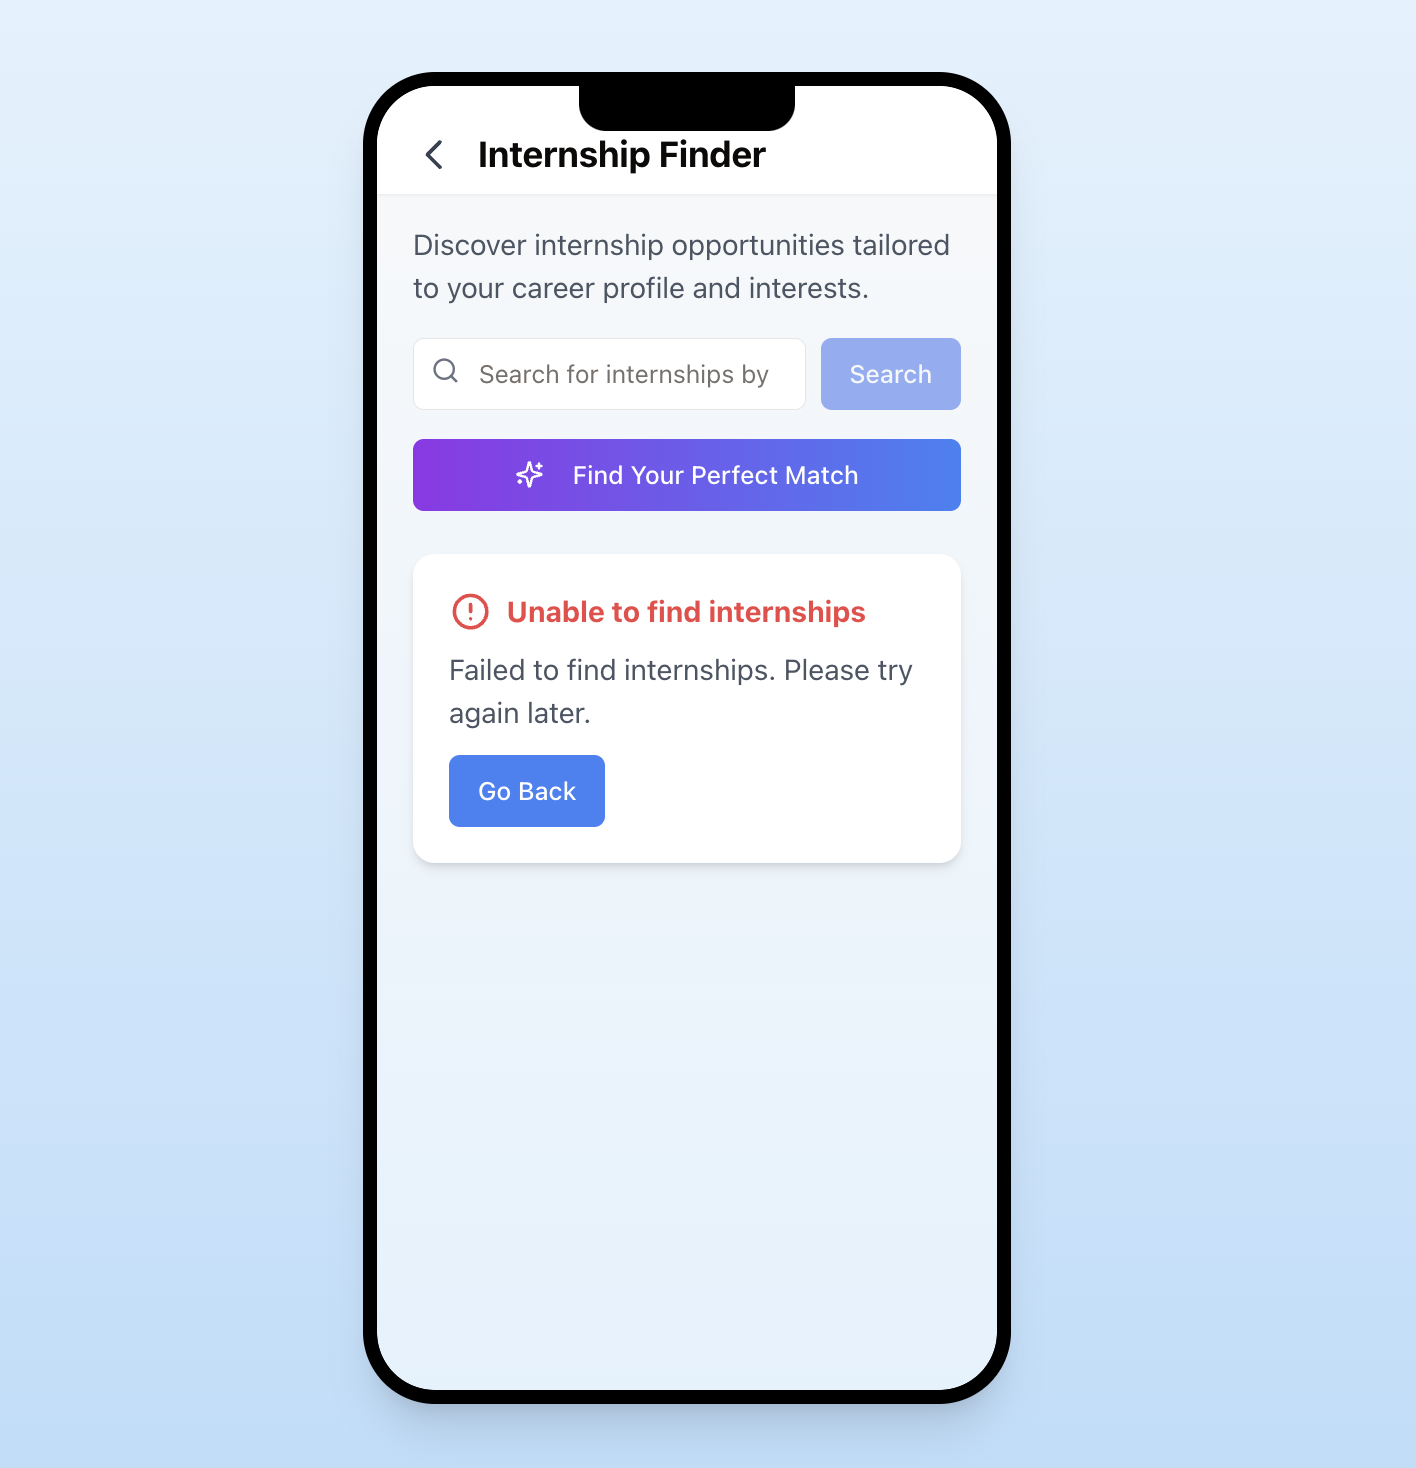 Internship Finder
Discover internship opportunities tailored
to your career profile and interests.
Search for internships by
Search
Find Your Perfect Match
Unable to find internships
Failed to find internships. Please try
again later.
Go Back